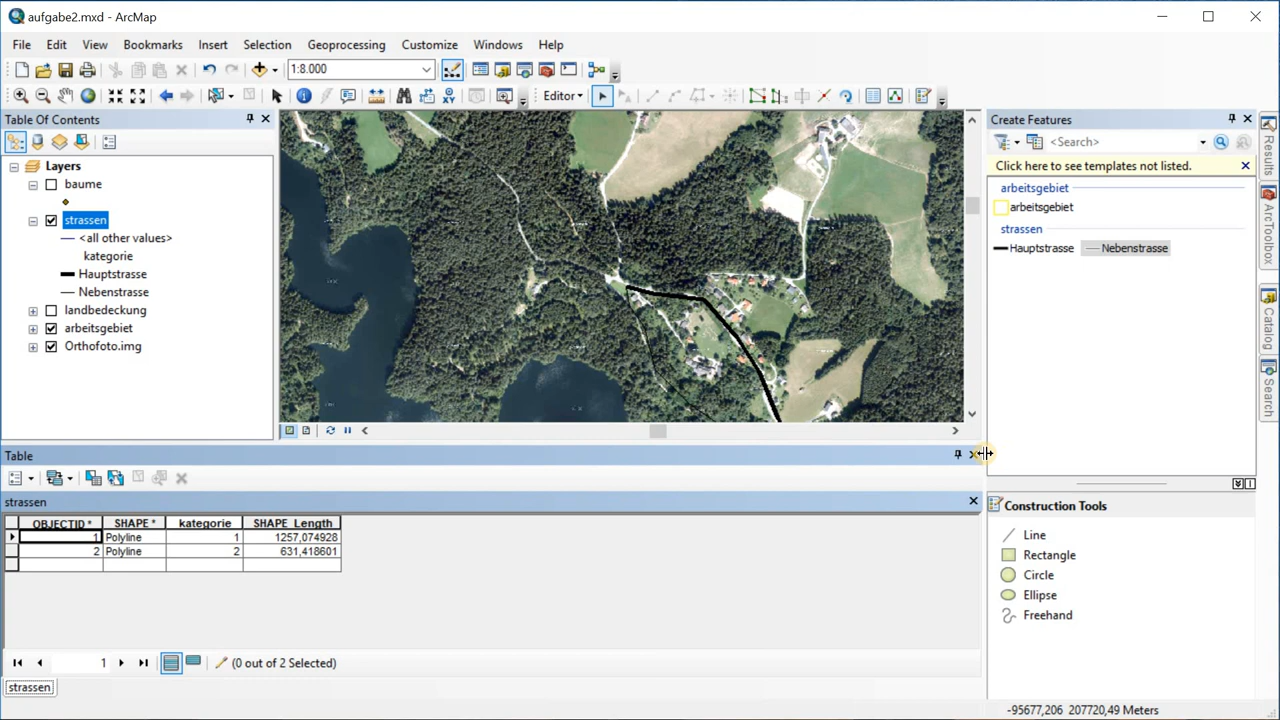 aufgabe2.mxd - ArcMap
File Edit View Bookmarks Insert Selection Geoprocessing Customize Windows Help
1:8.000
Editor
Table Of Contents
Layers
baume
strassen
<all other values>
kategorie
Hauptstrasse
Nebenstrasse
landbedeckung
arbeitsgebiet
Orthofoto.img
Create Features
<Search>
Click here to see templates not listed.
arbeitsgebiet
arbeitsgebiet
strassen
Hauptstrasse Nebenstrasse
Results
ArcToolbox
Catalog
Search
Table
strassen
OBJECTID * SHAPE * kategorie SHAPE_Length
1 Polyline 1 1257,074928
2 Polyline 2 631,418601
1 (0 out of 2 Selected)
strassen
Construction Tools
Line
Rectangle
Circle
Ellipse
Freehand
-95677,206 207720,49 Meters